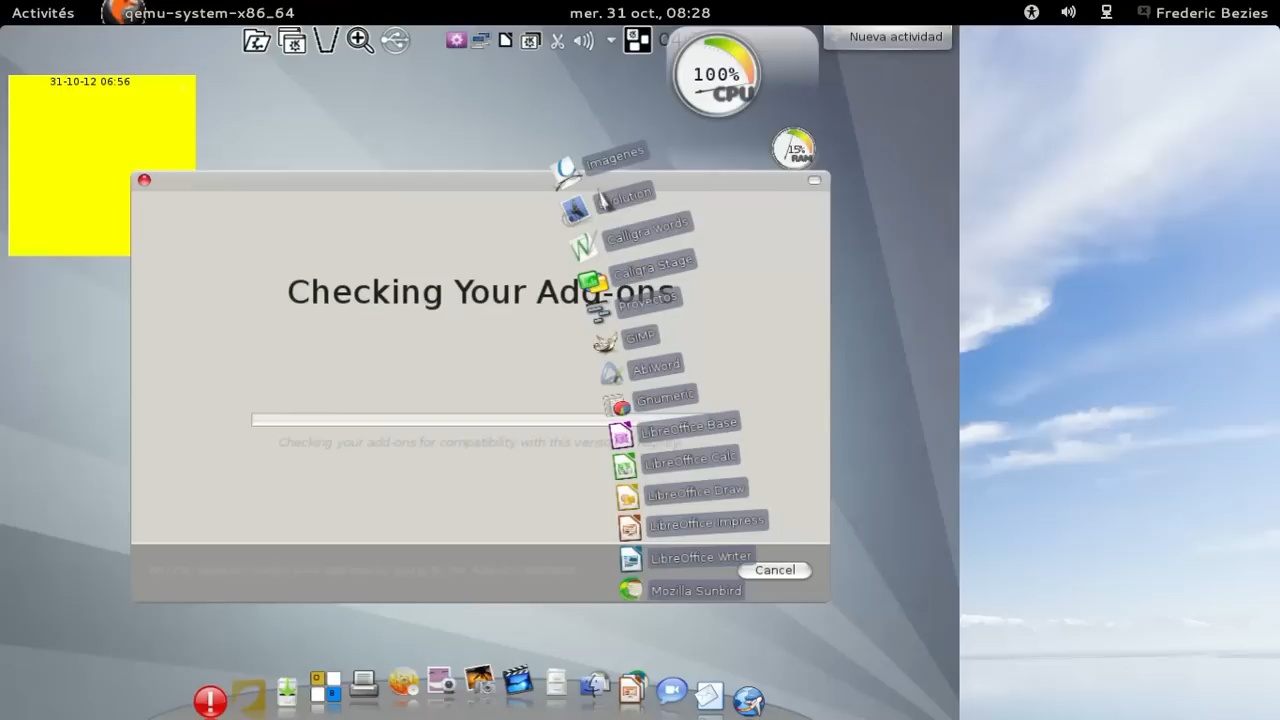 Activités
qemu-system-x86_64
mer. 31 oct., 08:28
Frederic Bezies
Nueva actividad
31-10-12 06:56
100%
CPU
15%
RAM
Imagenes
Calligra Words
Calligra Stage
Proyectos
Checking Your Add-ons
GIMP
AbiWord
Gnumeric
LibreOffice Base
Checking your add-ons for compatibility with this
LibreOffice Calc
LibreOffice Draw
LibreOffice Impress
LibreOffice Writer
Cancel
Mozilla Sunbird